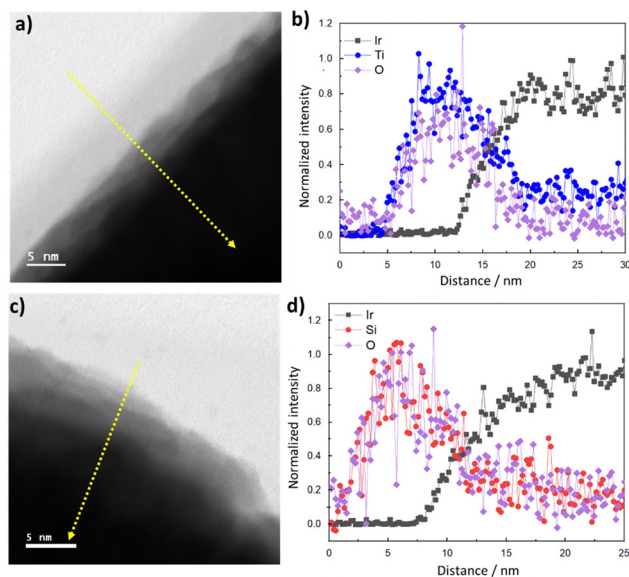 a)
5 nm
b)
Ir
Ti
O
Normalized intensity
1.2
1.0
0.8
0.6
0.4
0.2
0.0
0 5 10 15 20 25 30
Distance / nm
c)
5 nm
d)
Ir
Si
O
Normalized intensity
1.2
1.0
0.8
0.6
0.4
0.2
0.0
0 5 10 15 20 25
Distance / nm